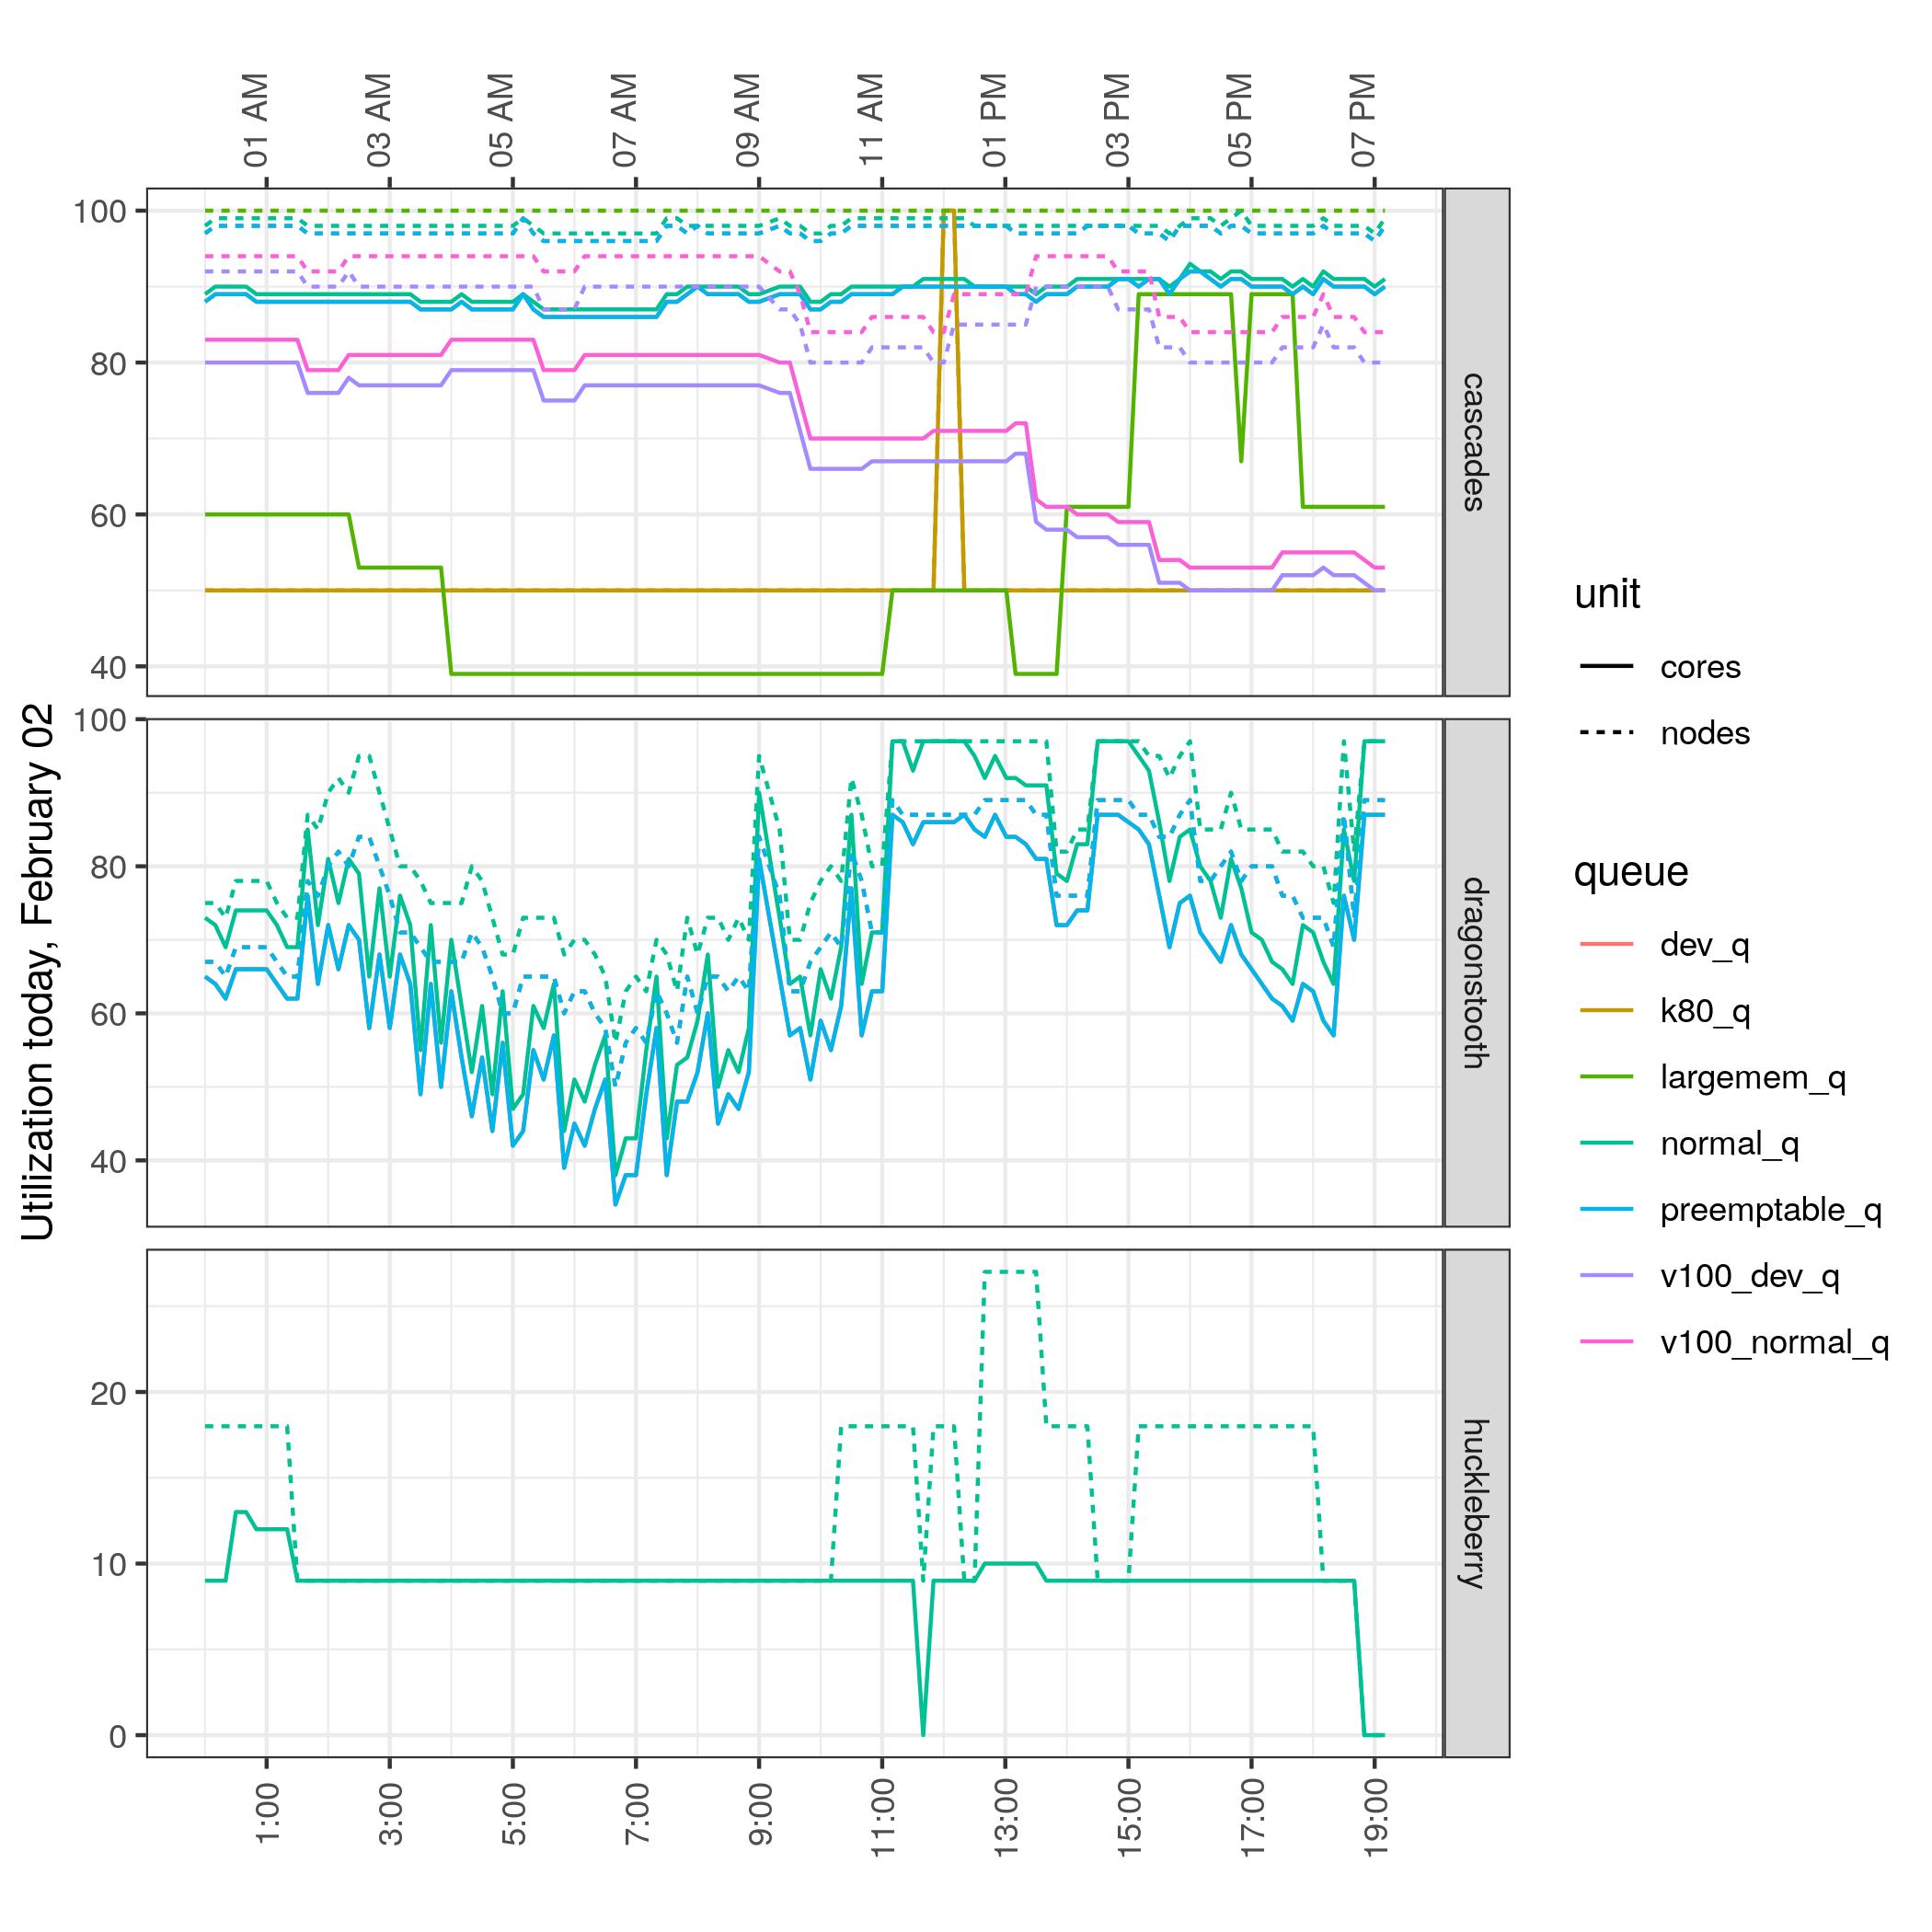 01 AM
03 AM
05 AM
07 AM
09 AM
11 AM
01 PM
03 PM
05 PM
07 PM
Utilization today, February 02
100
80
60
40
cascades
100
80
60
40
dragonstooth
20
10
0
huckleberry
1:00
3:00
5:00
7:00
9:00
11:00
13:00
15:00
17:00
19:00
unit
cores
nodes
queue
dev_q
k80_q
largemem_q
normal_q
preemptable_q
v100_dev_q
v100_normal_q